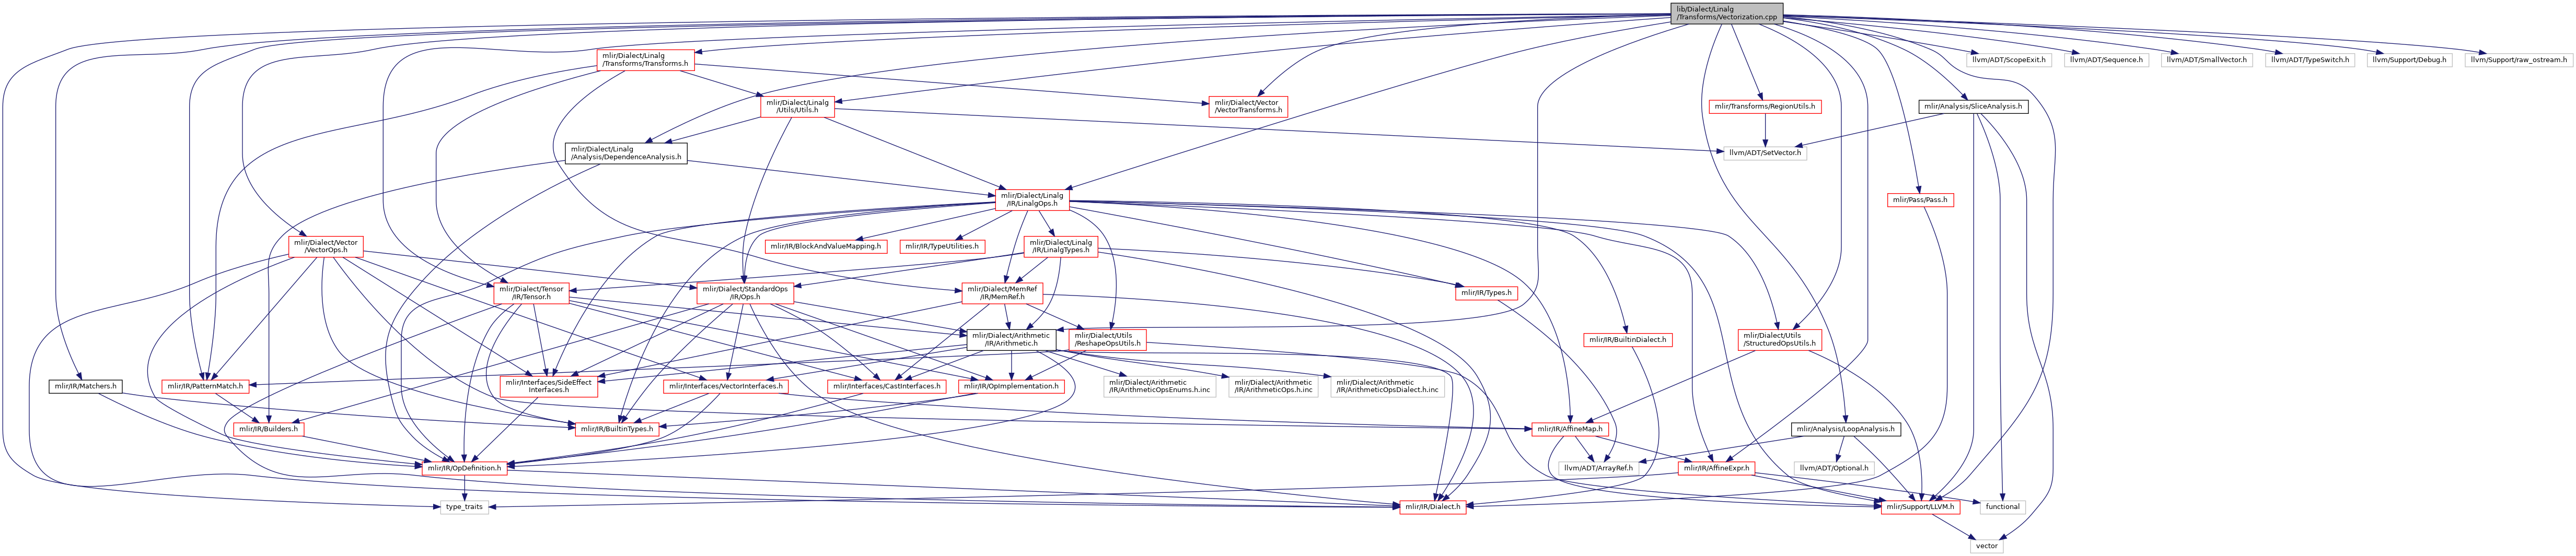 lib/Dialect/Linalg
/Transforms/Vectorization.cpp
mlir/Dialect/Linalg
/Transforms/Transforms.h
llvm/ADT/ScopeExit.h
llvm/ADT/Sequence.h
llvm/ADT/SmallVector.h
llvm/ADT/TypeSwitch.h
llvm/Support/Debug.h
llvm/Support/raw_ostream.h
mlir/Dialect/Linalg
/Utils/Utils.h
mlir/Dialect/Vector
/VectorTransforms.h
mlir/Transforms/RegionUtils.h
mlir/Analysis/SliceAnalysis.h
mlir/Dialect/Linalg
/Analysis/DependenceAnalysis.h
llvm/ADT/SetVector.h
mlir/Dialect/Linalg
/IR/LinalgOps.h
mlir/Pass/Pass.h
mlir/Dialect/Vector
/VectorOps.h
mlir/IR/BlockAndValueMapping.h
mlir/IR/TypeUtilities.h
mlir/Dialect/Linalg
/IR/LinalgTypes.h
mlir/Dialect/Tensor
/IR/Tensor.h
mlir/Dialect/StandardOps
/IR/Ops.h
mlir/Dialect/MemRef
/IR/MemRef.h
mlir/IR/Types.h
mlir/Dialect/Arithmetic
/IR/Arithmetic.h
mlir/Dialect/Utils
/ReshapeOpsUtils.h
mlir/IR/BuiltinDialect.h
mlir/Dialect/Utils
/StructuredOpsUtils.h
mlir/IR/Matchers.h
mlir/IR/PatternMatch.h
mlir/Interfaces/SideEffect
Interfaces.h
mlir/Interfaces/VectorInterfaces.h
mlir/Interfaces/CastInterfaces.h
mlir/IR/OpImplementation.h
mlir/Dialect/Arithmetic
/IR/ArithmeticOpsEnums.h.inc
mlir/Dialect/Arithmetic
/IR/ArithmeticOps.h.inc
mlir/Dialect/Arithmetic
/IR/ArithmeticOpsDialect.h.inc
mlir/IR/Builders.h
mlir/IR/BuiltinTypes.h
mlir/IR/AffineMap.h
mlir/Analysis/LoopAnalysis.h
mlir/IR/OpDefinition.h
llvm/ADT/ArrayRef.h
mlir/IR/AffineExpr.h
llvm/ADT/Optional.h
type_traits
mlir/IR/Dialect.h
mlir/Support/LLVM.h
functional
vector